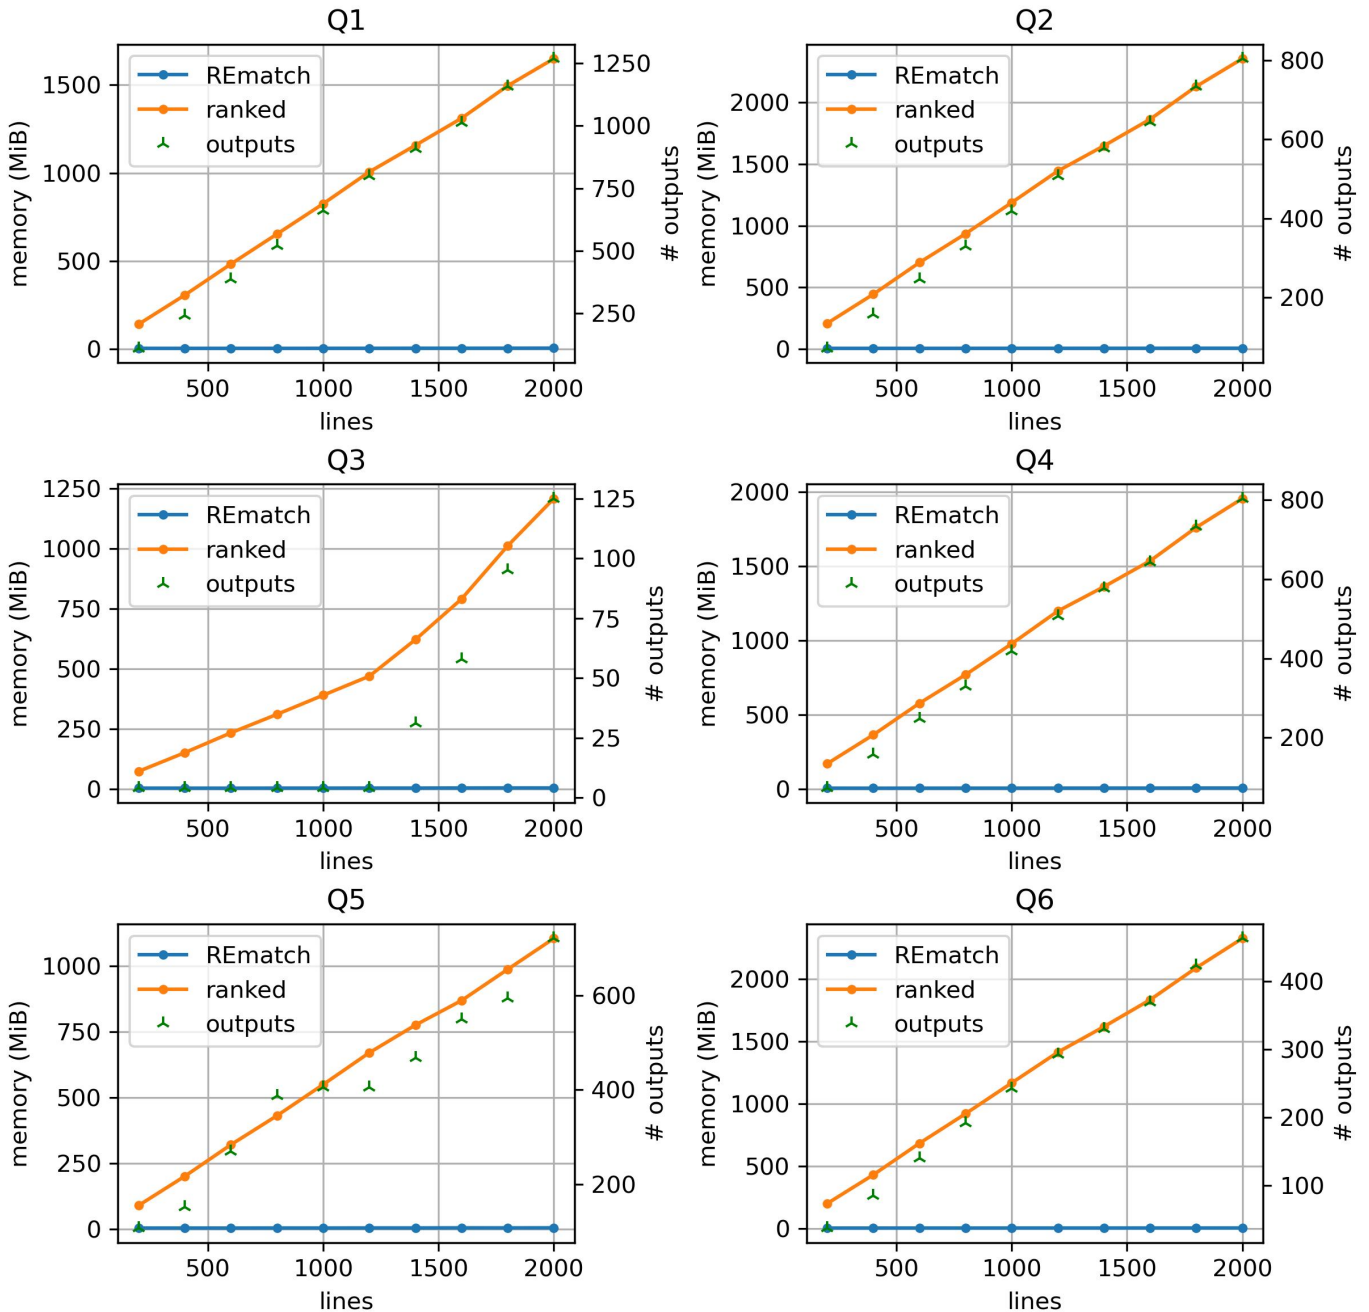 Q1
REmatch
ranked
outputs
memory (MiB)
1500
1000
500
0
1250
1000
750
500
250
# outputs
500 1000 1500 2000
lines
Q2
REmatch
ranked
outputs
memory (MiB)
2000
1500
1000
500
0
800
600
400
200
# outputs
500 1000 1500 2000
lines
Q3
REmatch
ranked
outputs
memory (MiB)
1250
1000
750
500
250
0
125
100
75
50
25
0
# outputs
500 1000 1500 2000
lines
Q4
REmatch
ranked
outputs
memory (MiB)
2000
1500
1000
500
0
800
600
400
200
# outputs
500 1000 1500 2000
lines
Q5
REmatch
ranked
outputs
memory (MiB)
1000
750
500
250
0
600
400
200
# outputs
500 1000 1500 2000
lines
Q6
REmatch
ranked
outputs
memory (MiB)
2000
1500
1000
500
0
400
300
200
100
# outputs
500 1000 1500 2000
lines